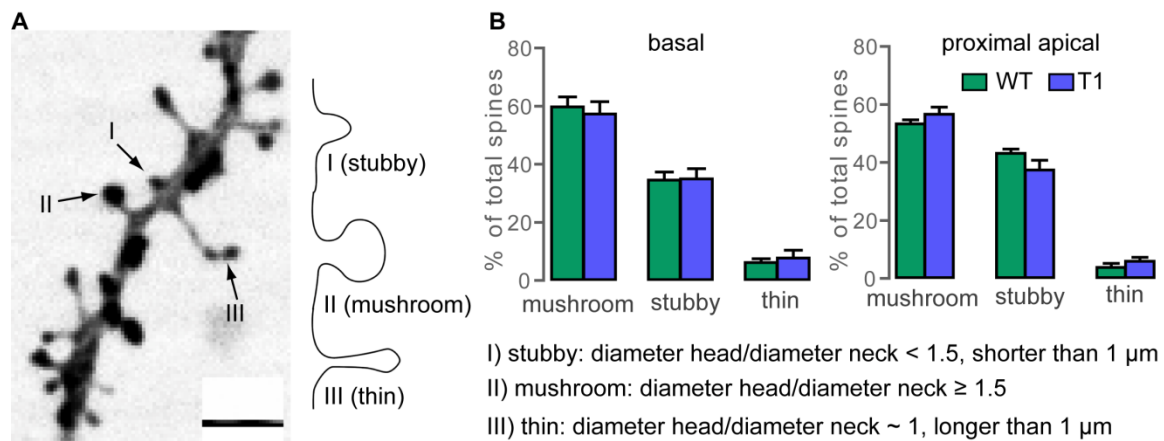 A
I
II
III
I (stubby)
II (mushroom)
III (thin)
B
basal
% of total spines
80
60
40
20
0
mushroom stubby thin
proximal apical
WT T1
% of total spines
80
60
40
20
0
mushroom stubby thin
I) stubby: diameter head/diameter neck < 1.5, shorter than 1 µm
II) mushroom: diameter head/diameter neck ≥ 1.5
III) thin: diameter head/diameter neck ~ 1, longer than 1 µm